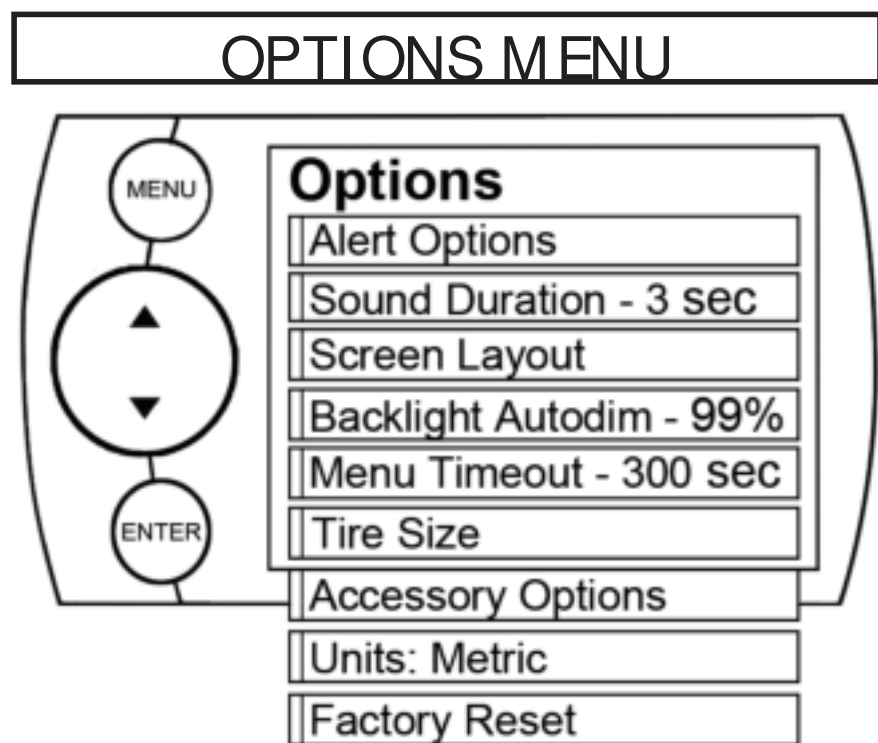 OPTIONS MENU
MENU
Options
Alert Options
Sound Duration - 3 sec
Screen Layout
Backlight Autodim - 99%
Menu Timeout - 300 sec
ENTER
Tire Size
Accessory Options
Units: Metric
Factory Reset